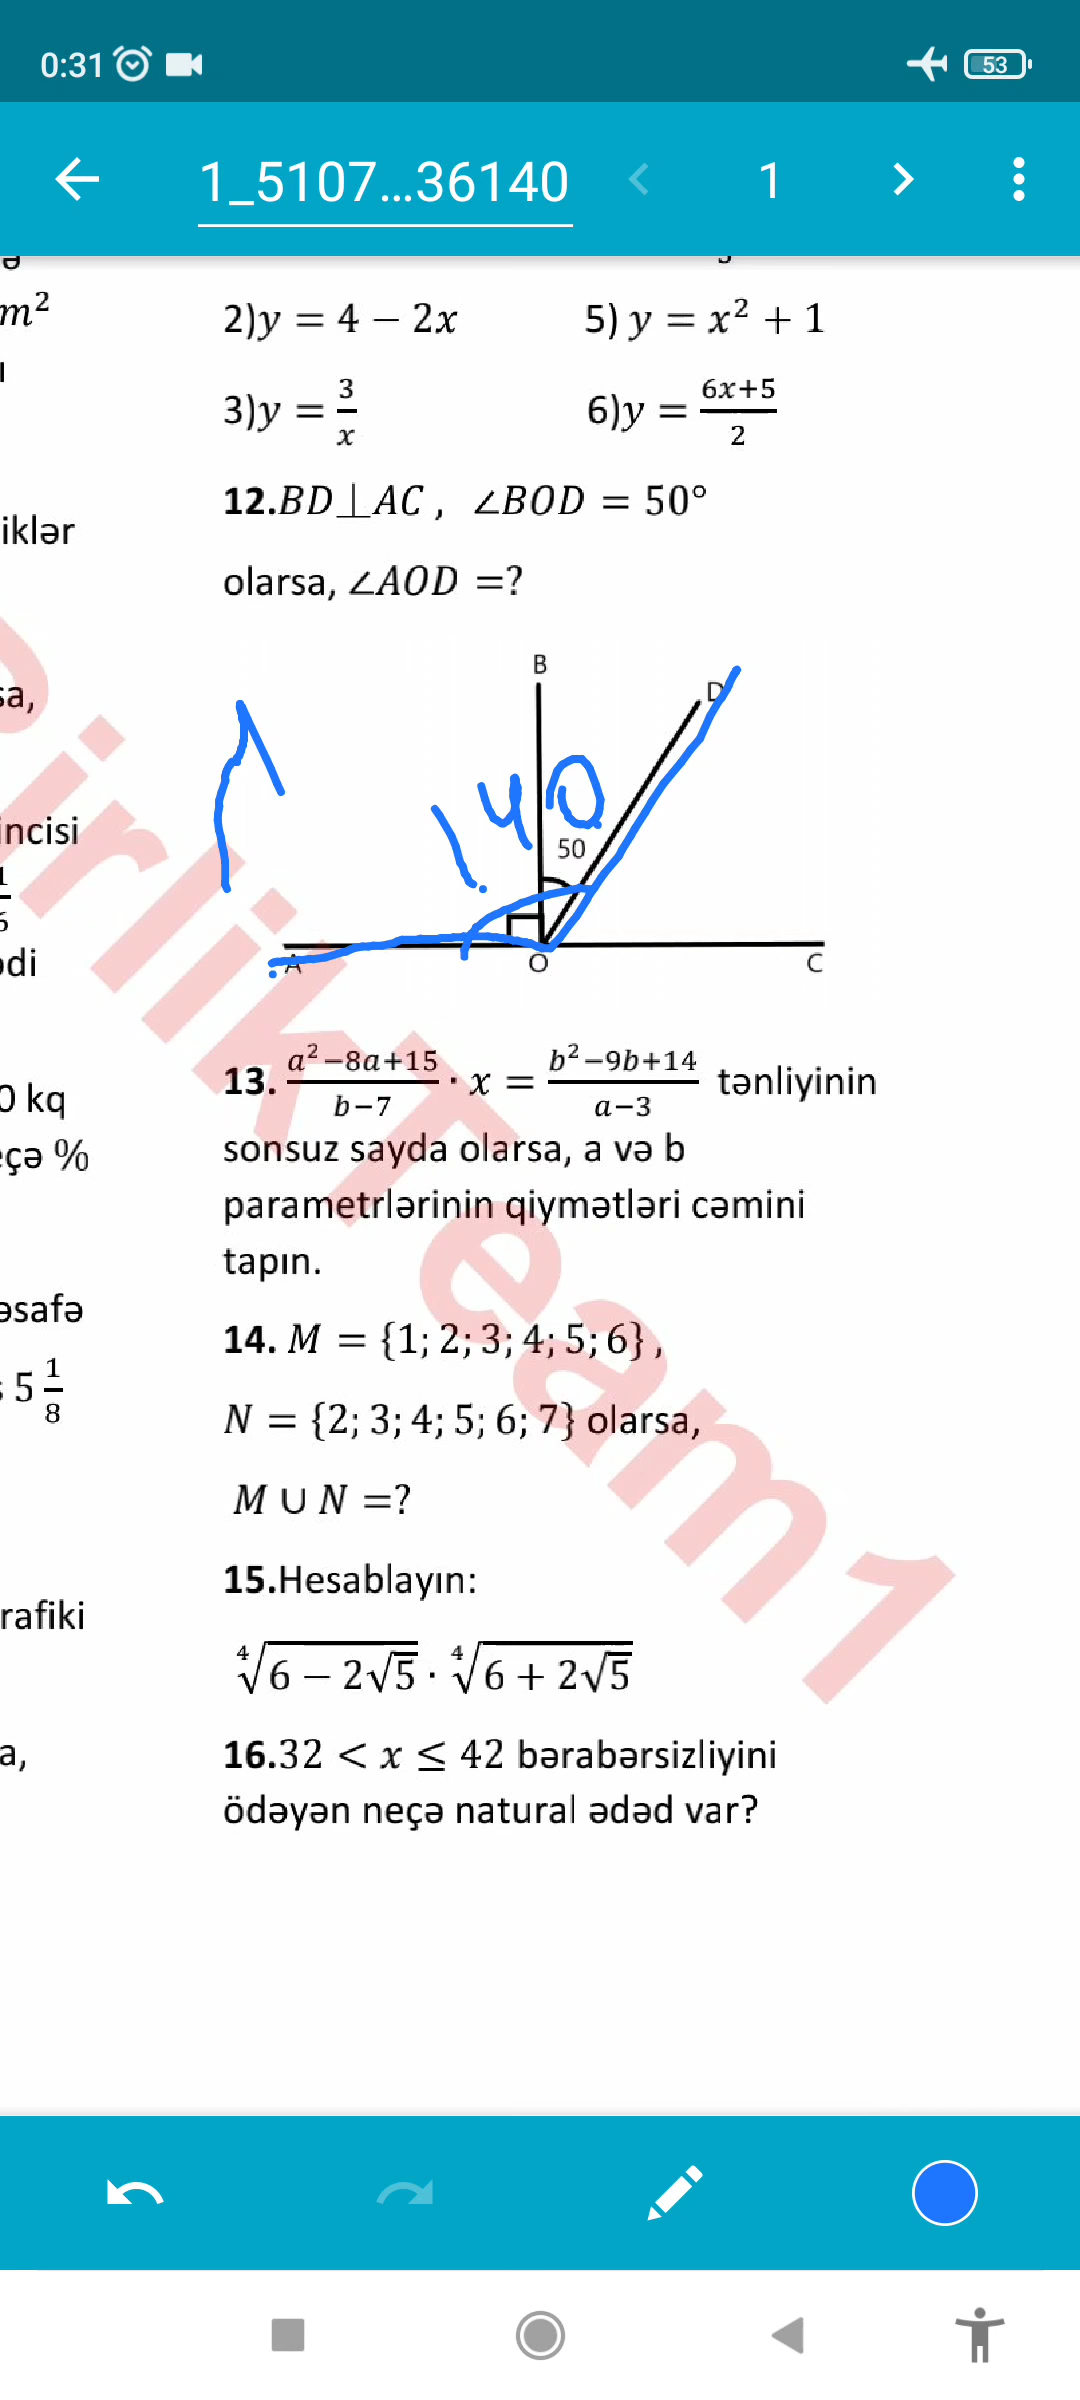 0:31 53
1_5107...36140 1
m²
2)y = 4 − 2x 5) y = x² + 1
3)y = 3/x 6)y = (6x+5)/2
12.BD⊥AC, ∠BOD = 50°
iklər
olarsa, ∠AOD =?
sa,
B
D
140
50
A O C
incisi
1/6
di
13. (a²−8a+15)/(b−7) · x = (b²−9b+14)/(a−3) tənliyinin
0 kq
sonsuz sayda olarsa, a və b
çə %
parametrlərinin qiymətləri cəmini
tapın.
əsafə
14. M = {1; 2; 3; 4; 5; 6},
5 1/8
N = {2; 3; 4; 5; 6; 7} olarsa,
M ∪ N =?
15.Hesablayın:
rafiki
⁴√(6 − 2√5) · ⁴√(6 + 2√5)
a,
16.32 < x ≤ 42 bərabərsizliyini
ödəyən neçə natural ədəd var?
PirlikTeam1